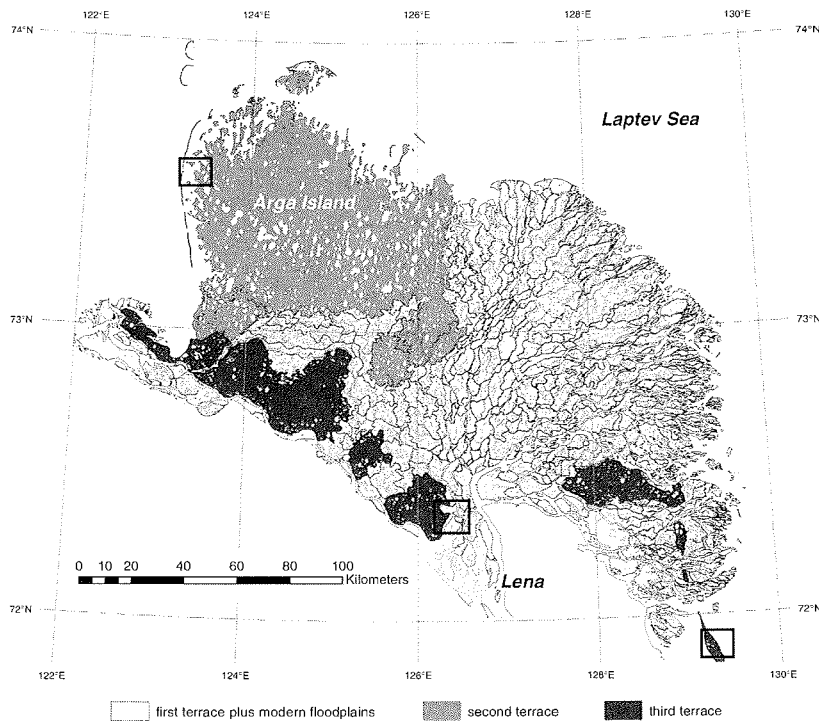 122°E 124°E 126°E 128°E 130°E
74°N 74°N
Laptev Sea
Arga Island
73°N 73°N
0 5 10 20 40 60 80 100
Kilometers
Lena
72°N 72°N
122°E 124°E 126°E 128°E 130°E
first terrace plus modern floodplains second terrace third terrace